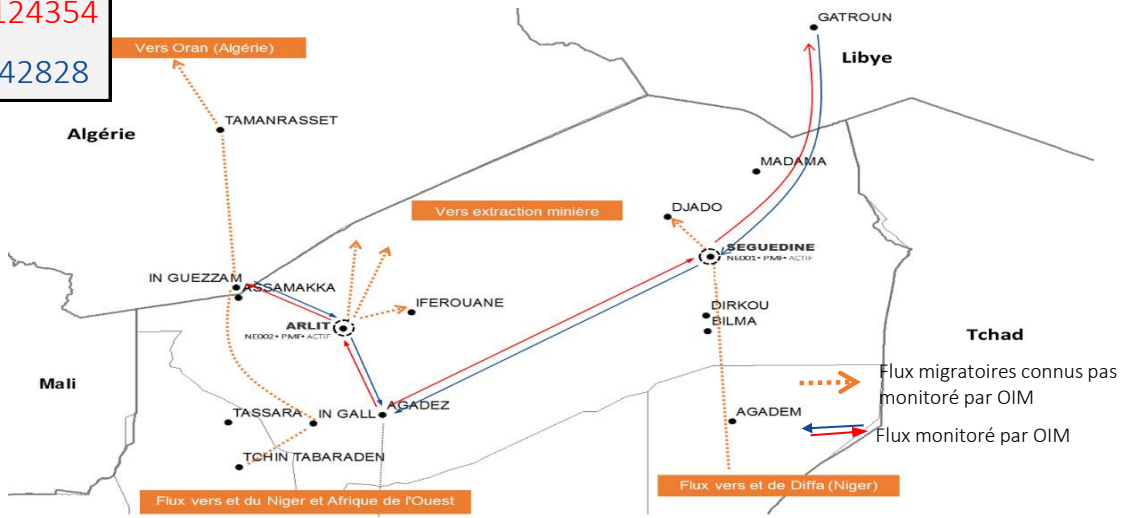 124354
42828
GATROUN
Libye
Vers Oran (Algérie)
Algérie
TAMANRASSET
MADAMA
Vers extraction minière
DJADO
SEGUEDINE
NE001• PMF• ACTIF
IN GUEZZAM
ASSAMAKKA
IFEROUANE
ARLIT
NE002• PMF• ACTIF
DIRKOU
BILMA
Tchad
Mali
Flux migratoires connus pas
monitoré par OIM
AGADEZ
TASSARA
IN GALL
AGADEM
Flux monitoré par OIM
TCHIN TABARADEN
Flux vers et du Niger et Afrique de l'Ouest
Flux vers et de Diffa (Niger)